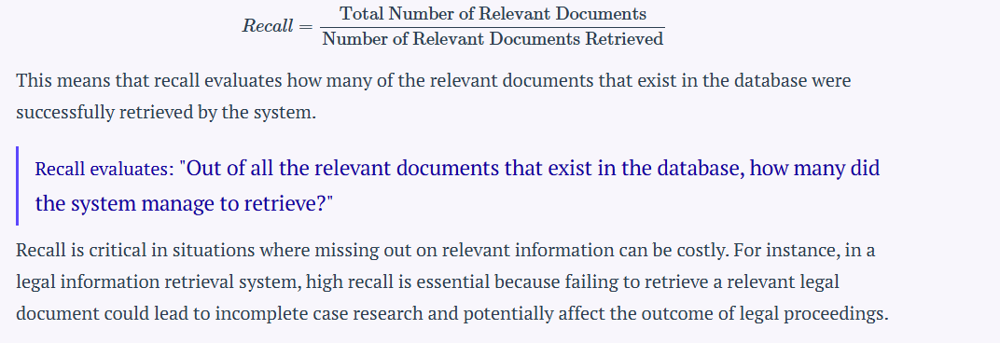 Recall = Total Number of Relevant Documents / Number of Relevant Documents Retrieved
This means that recall evaluates how many of the relevant documents that exist in the database were
successfully retrieved by the system.
Recall evaluates: "Out of all the relevant documents that exist in the database, how many did
the system manage to retrieve?"
Recall is critical in situations where missing out on relevant information can be costly. For instance, in a
legal information retrieval system, high recall is essential because failing to retrieve a relevant legal
document could lead to incomplete case research and potentially affect the outcome of legal proceedings.